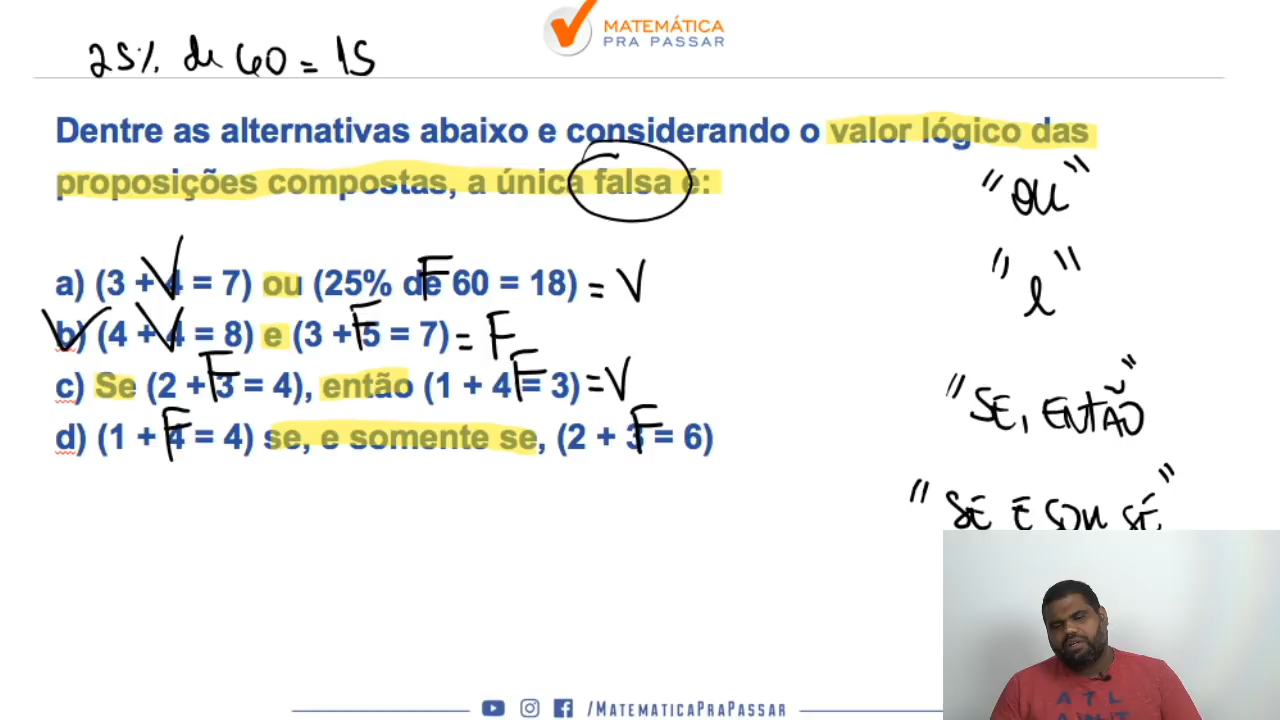 MATEMÁTICA
PRA PASSAR
25% de 60 = 15
Dentre as alternativas abaixo e considerando o valor lógico das
proposições compostas, a única falsa é:
a) (3 + 4 = 7) ou (25% de 60 = 18) = V
V F
b) (4 + 4 = 8) e (3 + 5 = 7) = F
V F
c) Se (2 + 3 = 4), então (1 + 4 = 3) = V
F F
d) (1 + 4 = 4) se, e somente se, (2 + 3 = 6)
F F
"ou"
"e"
"SE, ENTÃO"
"SE E SOM SE"
/MATEMATICAPRAPASSAR